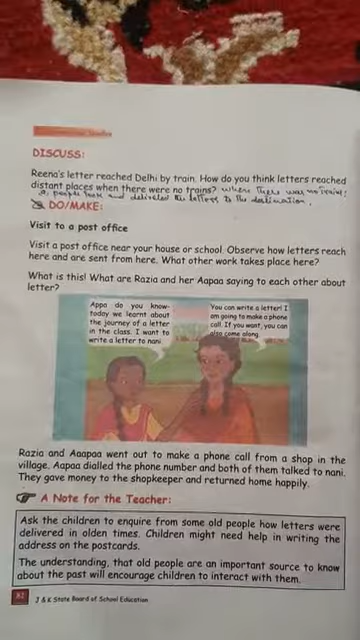 Studies
DISCUSS:
Reena's letter reached Delhi by train. How do you think letters reached
distant places when there were no trains? where there was no trains:
people took and delivered the letters to the destination.
DO/MAKE:
Visit to a post office
Visit a post office near your house or school. Observe how letters reach
here and are sent from here. What other work takes place here?
What is this! What are Razia and her Aapaa saying to each other about
letter?
Appa do you know-
today we learnt about
the journey of a letter
in the class. I want to
write a letter to nani
You can write a letter! I
am going to make a phone
call. If you want, you can
also come along.
Razia and Aaapaa went out to make a phone call from a shop in the
village. Aapaa dialled the phone number and both of them talked to nani.
They gave money to the shopkeeper and returned home happily.
A Note for the Teacher:
Ask the children to enquire from some old people how letters were
delivered in olden times. Children might need help in writing the
address on the postcards.
The understanding, that old people are an important source to know
about the past will encourage children to interact with them.
82
J & K State Board of School Education